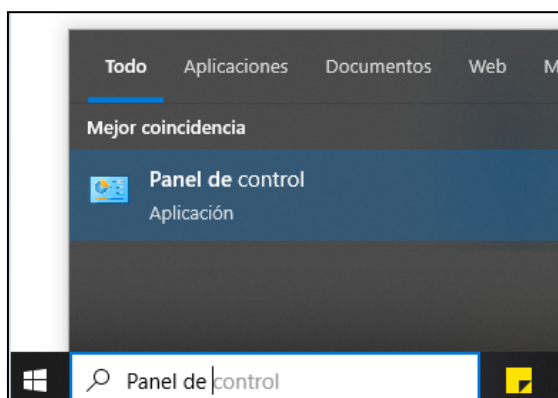 Todo Aplicaciones Documentos Web M
Mejor coincidencia
Panel de control
Aplicación
Panel de control